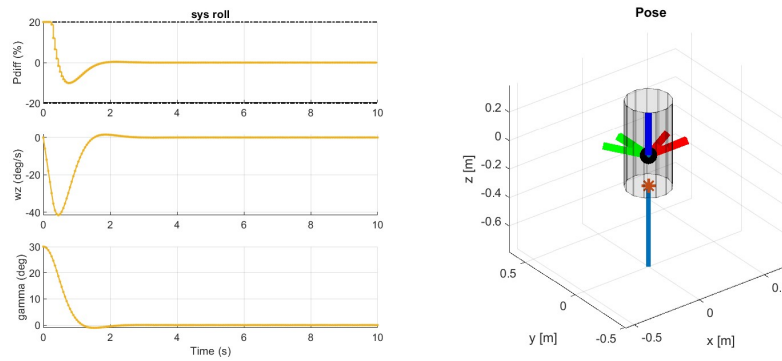 sys roll
Pdiff (%)
20
0
-20
0 2 4 6 8 10
wz (deg/s)
0
-20
-40
0 2 4 6 8 10
gamma (deg)
30
20
10
0
0 2 4 6 8 10
Time (s)
Pose
z [m]
0.2
0
-0.2
-0.4
-0.6
0.5
0
-0.5
y [m]
-0.5
0
0.
x [m]